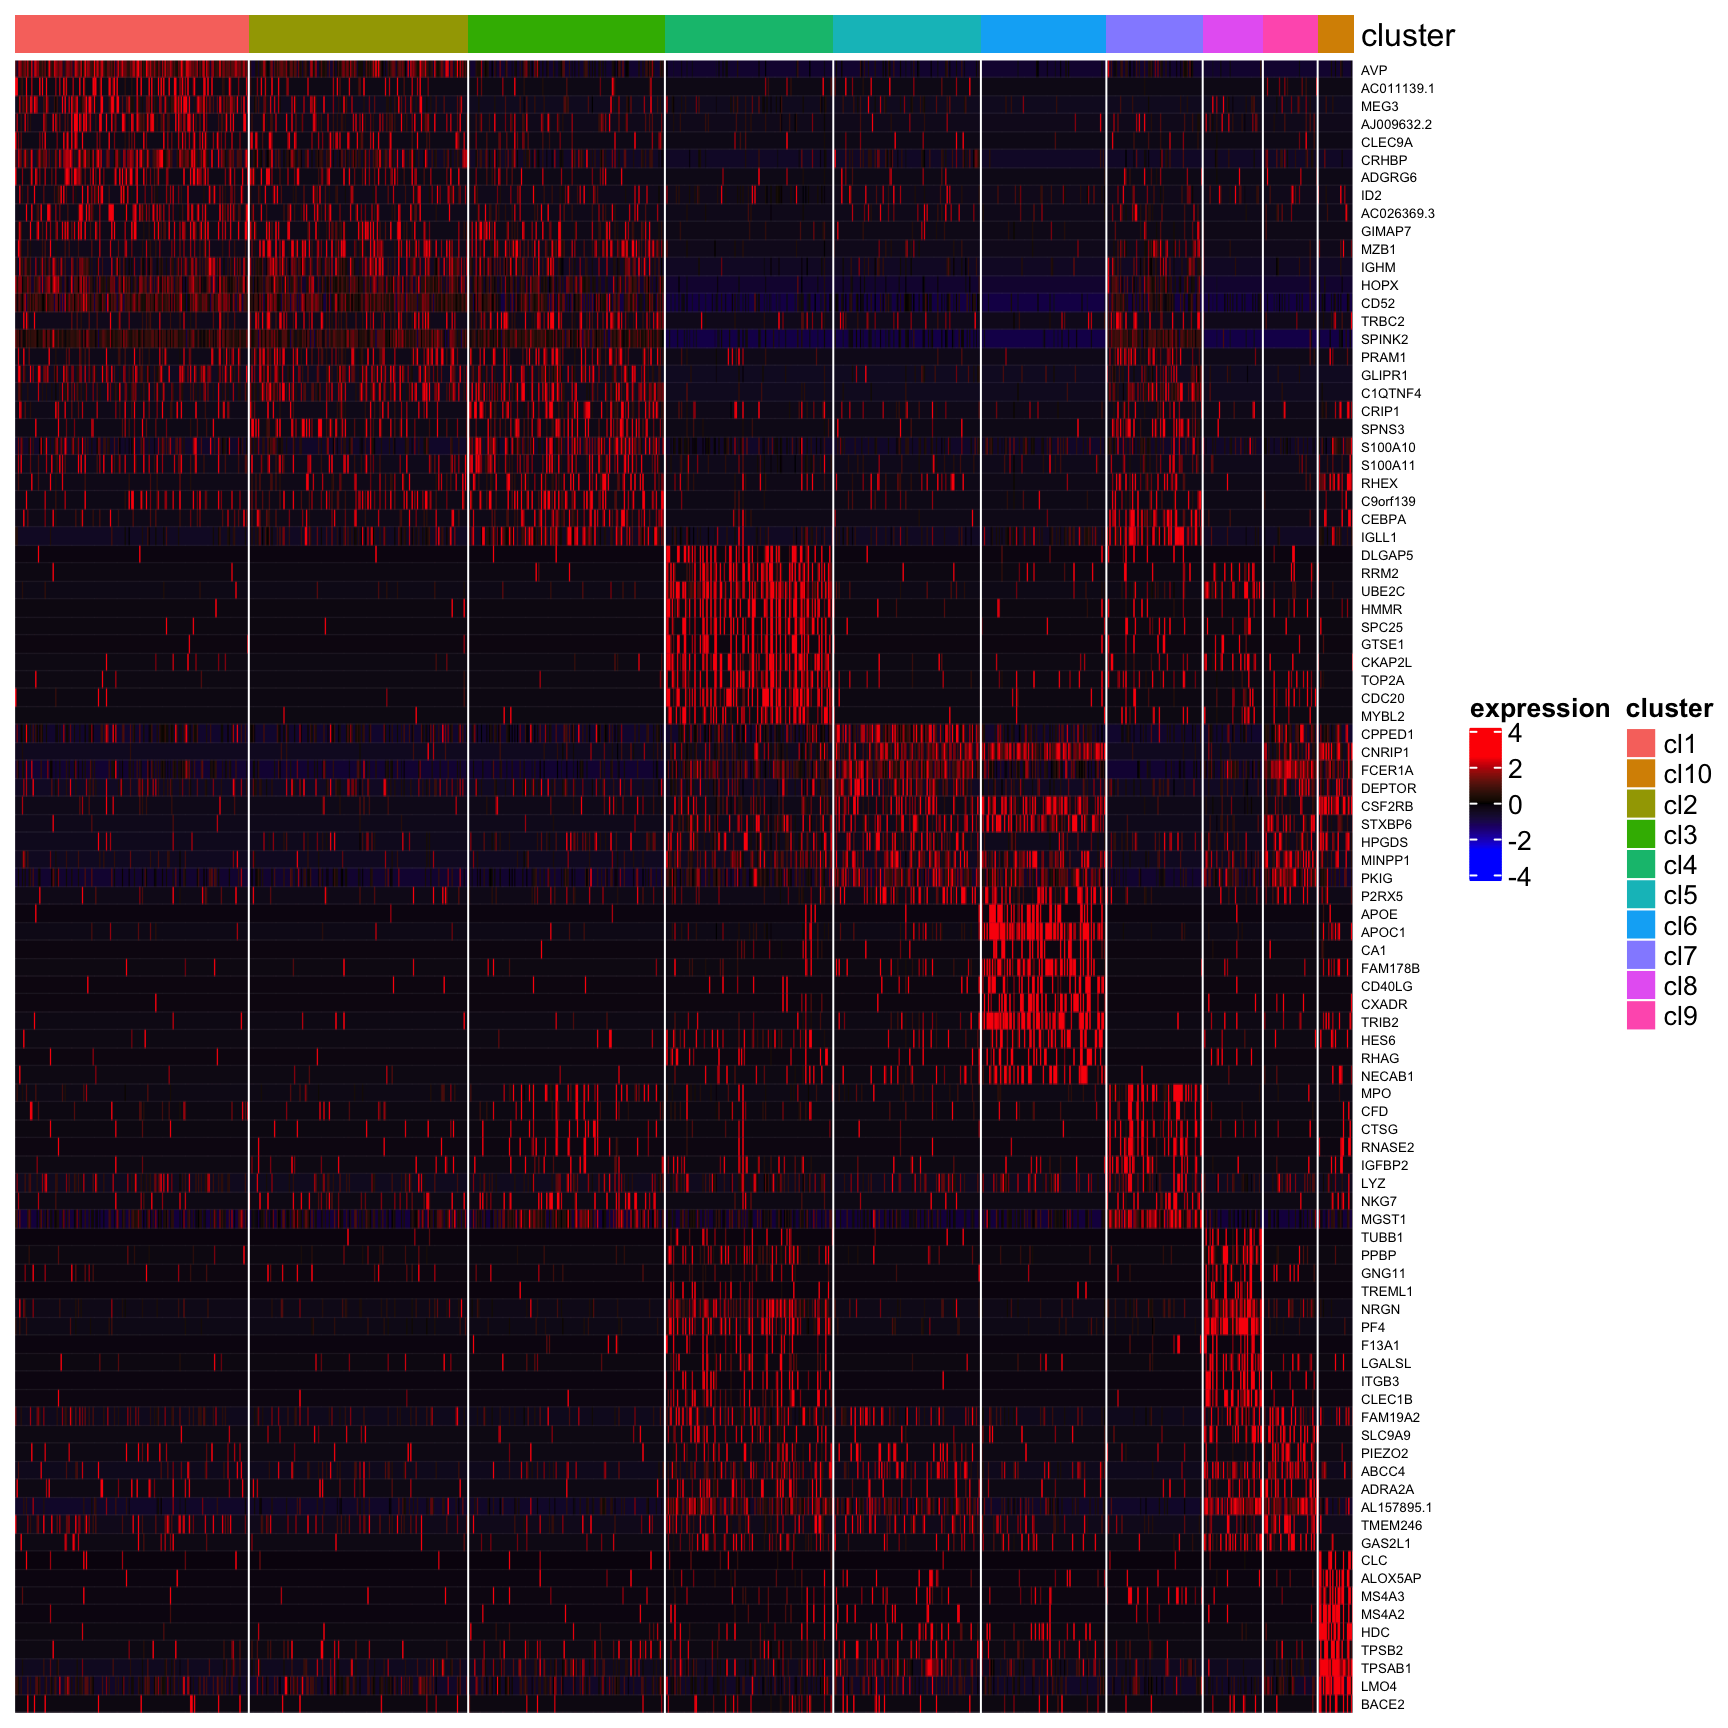 cluster
AVP
AC011139.1
MEG3
AJ009632.2
CLEC9A
CRHBP
ADGRG6
ID2
AC026369.3
GIMAP7
MZB1
IGHM
HOPX
CD52
TRBC2
SPINK2
PRAM1
GLIPR1
C1QTNF4
CRIP1
SPNS3
S100A10
S100A11
RHEX
C9orf139
CEBPA
IGLL1
DLGAP5
RRM2
UBE2C
HMMR
SPC25
GTSE1
CKAP2L
TOP2A
CDC20
MYBL2
CPPED1
CNRIP1
FCER1A
DEPTOR
CSF2RB
STXBP6
HPGDS
MINPP1
PKIG
P2RX5
APOE
APOC1
CA1
FAM178B
CD40LG
CXADR
TRIB2
HES6
RHAG
NECAB1
MPO
CFD
CTSG
RNASE2
IGFBP2
LYZ
NKG7
MGST1
TUBB1
PPBP
GNG11
TREML1
NRGN
PF4
F13A1
LGALSL
ITGB3
CLEC1B
FAM19A2
SLC9A9
PIEZO2
ABCC4
ADRA2A
AL157895.1
TMEM246
GAS2L1
CLC
ALOX5AP
MS4A3
MS4A2
HDC
TPSB2
TPSAB1
LMO4
BACE2
expression
4
2
0
-2
-4
cluster
cl1
cl10
cl2
cl3
cl4
cl5
cl6
cl7
cl8
cl9